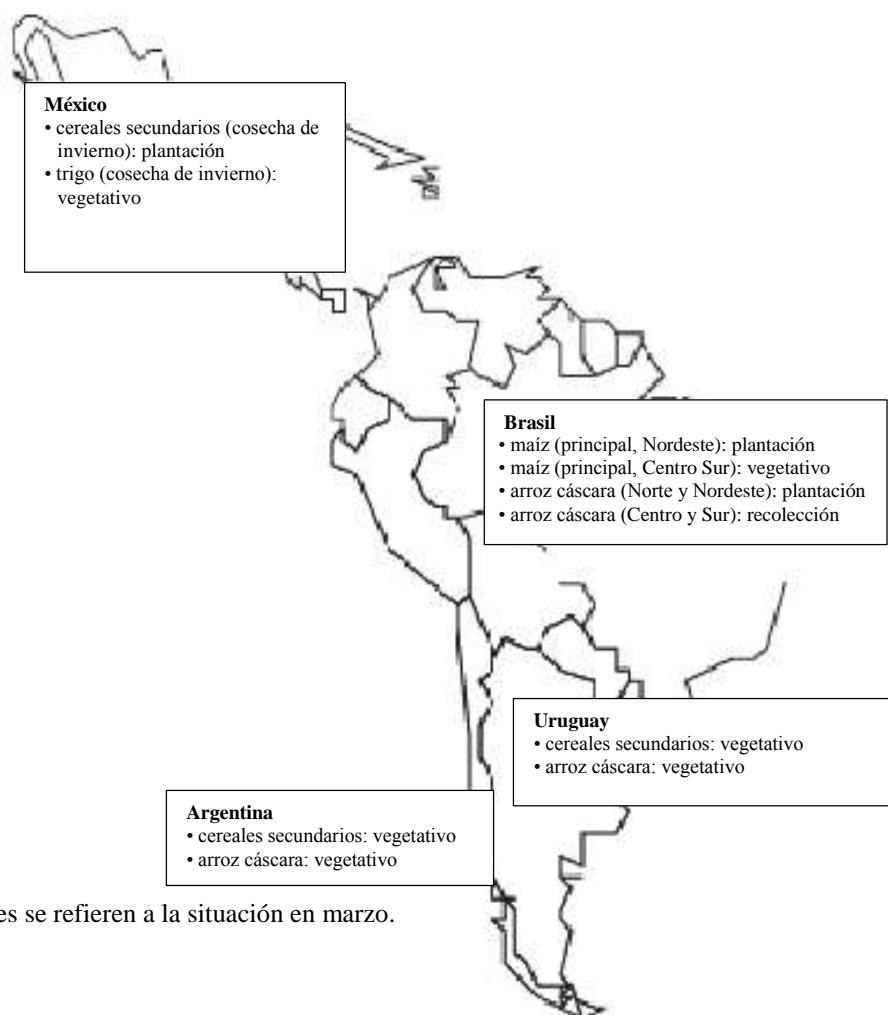 México
• cereales secundarios (cosecha de
invierno): plantación
• trigo (cosecha de invierno):
vegetativo
Brasil
• maíz (principal, Nordeste): plantación
• maíz (principal, Centro Sur): vegetativo
• arroz cáscara (Norte y Nordeste): plantación
• arroz cáscara (Centro y Sur): recolección
Uruguay
• cereales secundarios: vegetativo
• arroz cáscara: vegetativo
Argentina
• cereales secundarios: vegetativo
• arroz cáscara: vegetativo
es se refieren a la situación en marzo.